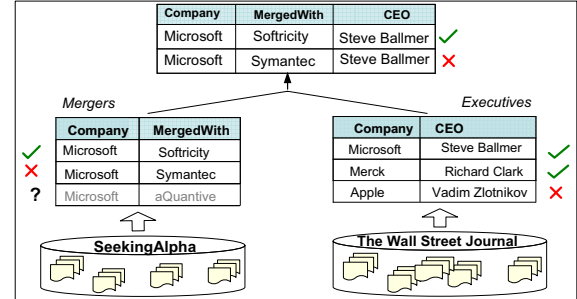 Company MergedWith CEO
Microsoft Softricity Steve Ballmer
Microsoft Symantec Steve Ballmer
Mergers
Company MergedWith
Microsoft Softricity
Microsoft Symantec
? Microsoft aQuantive
SeekingAlpha
Executives
Company CEO
Microsoft Steve Ballmer
Merck Richard Clark
Apple Vadim Zlotnikov
The Wall Street Journal